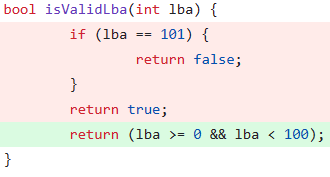 bool isValidLba(int lba) {
        if (lba == 101) {
                return false;
        }
        return true;
        return (lba >= 0 && lba < 100);
}